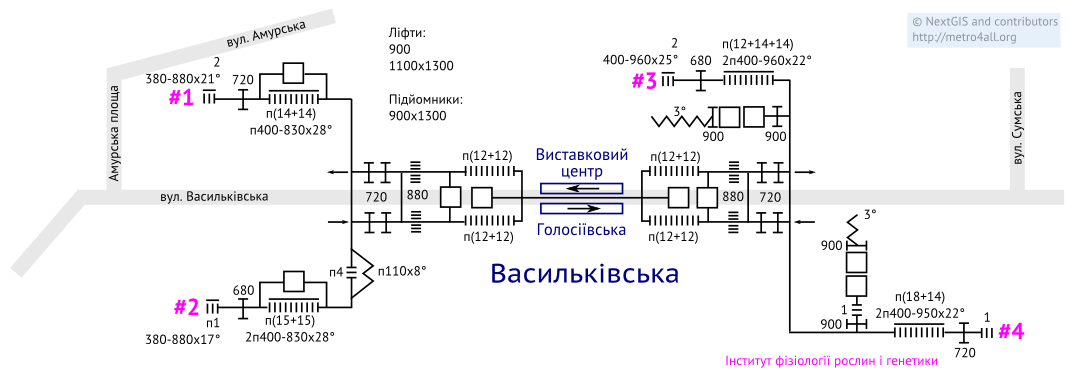 © NextGIS and contributors
http://metro4all.org
вул. Амурська
Ліфти:
900
1100x1300
Підйомники:
900x1300
2
380-880x21°
720
#1
п(14+14)
п400-830x28°
Амурська площа
2
п(12+14+14)
400-960x25°
680
2п400-960x22°
#3
3°
900
900
вул. Сумська
п(12+12)
Виставковий
центр
п(12+12)
вул. Васильківська
720
880
880
720
п(12+12)
Голосіївська
п(12+12)
Васильківська
3°
900
п4
п110x8°
680
#2
п1
п(15+15)
380-880x17°
2п400-830x28°
п(18+14)
2п400-950x22°
1
900
1
#4
720
Інститут фізіології рослин і генетики